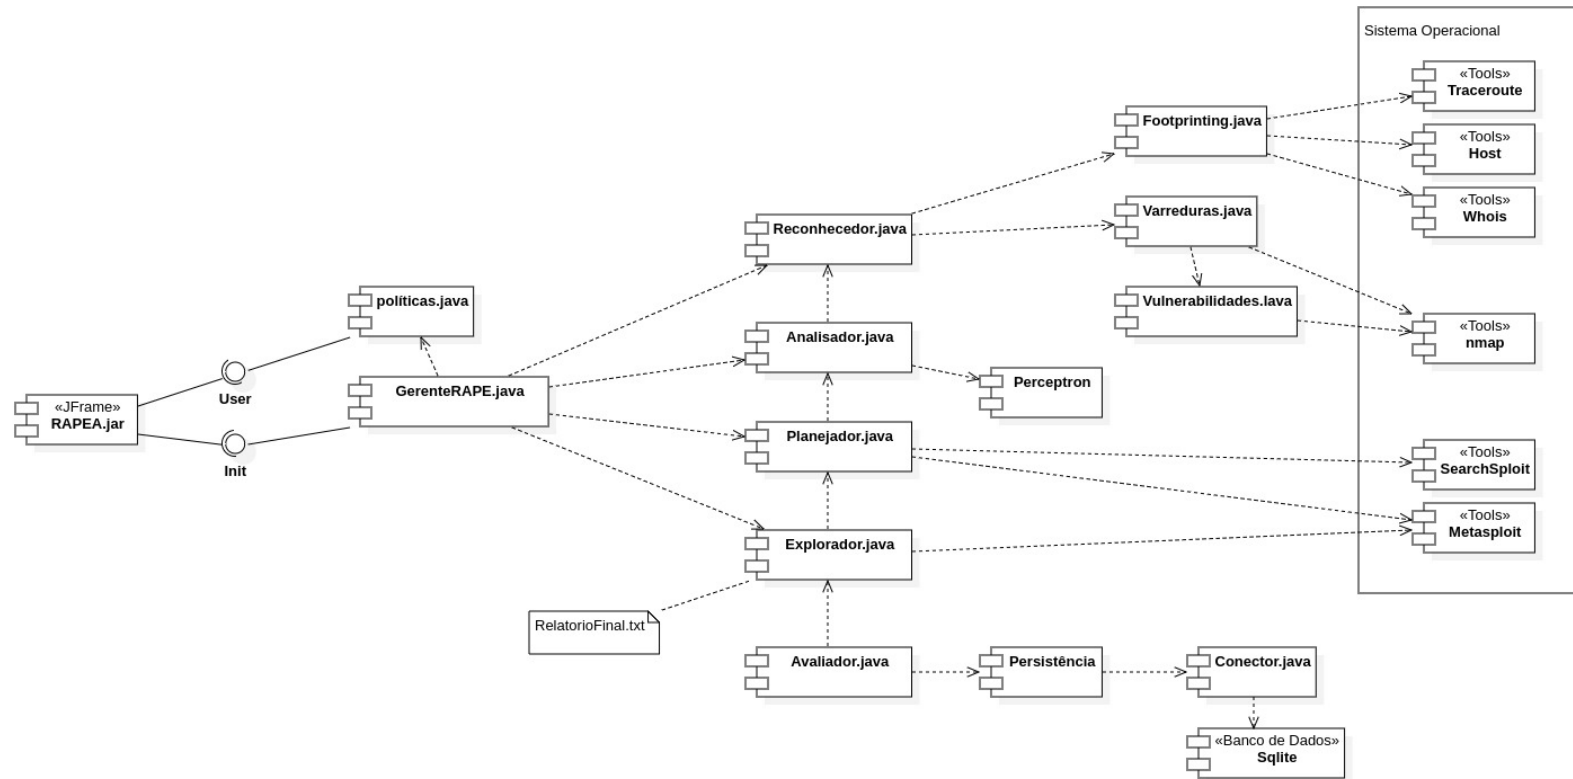 Sistema Operacional
«Tools»
Traceroute
Footprinting.java
«Tools»
Host
«Tools»
Whois
Reconhecedor.java
Varreduras.java
políticas.java
Vulnerabilidades.lava
«Tools»
nmap
Analisador.java
Perceptron
User
GerenteRAPE.java
«JFrame»
RAPEA.jar
Init
Planejador.java
«Tools»
SearchSploit
«Tools»
Metasploit
Explorador.java
RelatorioFinal.txt
Avaliador.java
Persistência
Conector.java
«Banco de Dados»
Sqlite